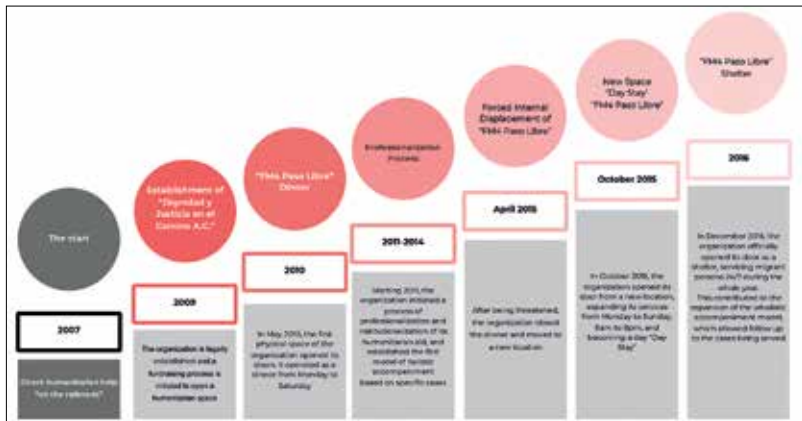 The start
2007
Direct humanitarian help
"on the railroads"
Establishment of
"Dignidad y
Justicia en el
Camino A.C."
2009
The organization is legally
established and a
fundraising process is
initiated to open a
humanitarian space
"FM4 Paso Libre"
Dinner
2010
In May 2010, the first
physical space of the
organization opened its
doors. It operated as a
dinner from Monday to
Saturday
Professionalization
Process
2011-2014
Starting 2011, the
organization initiated a
process of
professionalization and
institutionalization of its
humanitarian aid, and
established the first
model of
accompaniment
based on specific cases
Forced Internal
Displacement of
"FM4 Paso Libre"
April 2015
After being threatened,
the organization closed
the dinner and moved to
a new location
New Space
"Day Stay"
"FM4 Paso Libre"
October 2015
In October 2015, the
organization opened its
door from a new location,
expanding its services
from Monday to Sunday,
8am to 8pm, and
becoming a day "Day
Stay"
"FM4 Paso Libre"
Shelter
2016
In December 2016, the
organization officially
opened its door as a
shelter, servicing migrant
persons 24/7 during the
whole year.
This contributed to the
expansion of the
accompaniment model,
which allowed follow up
to the cases being served